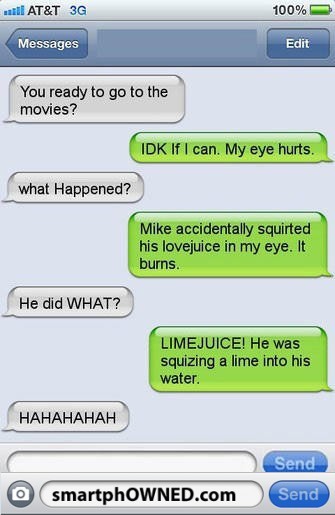 AT&T 3G 100%
Messages Edit
You ready to go to the
movies?
IDK If I can. My eye hurts.
what Happened?
Mike accidentally squirted
his lovejuice in my eye. It
burns.
He did WHAT?
LIMEJUICE! He was
squizing a lime into his
water.
HAHAHAHAH
Send
smartphOWNED.com Send